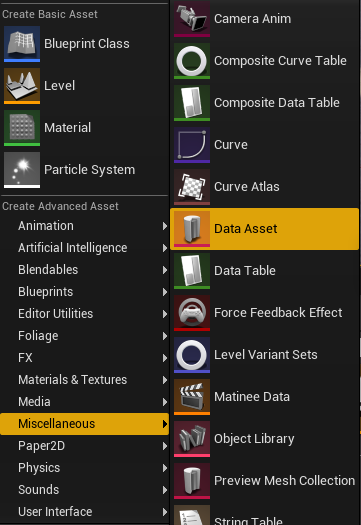 Create Basic Asset
Blueprint Class
Level
Material
Particle System
Create Advanced Asset
Animation
Artificial Intelligence
Blendables
Blueprints
Editor Utilities
Foliage
FX
Materials & Textures
Media
Miscellaneous
Paper2D
Physics
Sounds
User Interface
Camera Anim
Composite Curve Table
Composite Data Table
Curve
Curve Atlas
Data Asset
Data Table
Force Feedback Effect
Level Variant Sets
Matinee Data
Object Library
Preview Mesh Collection
String Table